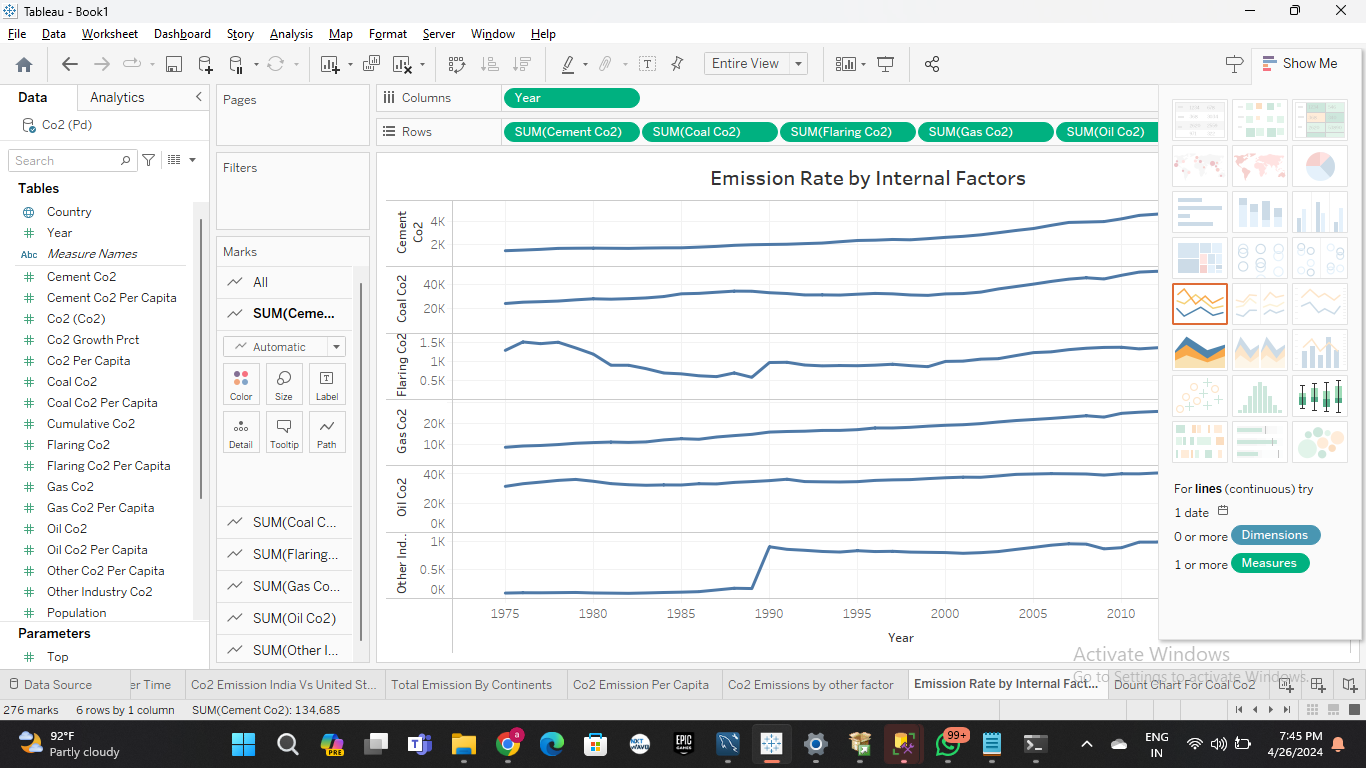 Tableau - Book1
File Data Worksheet Dashboard Story Analysis Map Format Server Window Help
Entire View
Show Me
Data Analytics
Co2 (Pd)
Search
Tables
Country
Year
Abc Measure Names
Cement Co2
Cement Co2 Per Capita
Co2 (Co2)
Co2 Growth Prct
Co2 Per Capita
Coal Co2
Coal Co2 Per Capita
Cumulative Co2
Flaring Co2
Flaring Co2 Per Capita
Gas Co2
Gas Co2 Per Capita
Oil Co2
Oil Co2 Per Capita
Other Co2 Per Capita
Other Industry Co2
Population
Parameters
Top
Pages
Filters
Marks
All
SUM(Ceme...
Automatic
Color Size Label
Detail Tooltip Path
SUM(Coal C...
SUM(Flaring...
SUM(Gas Co...
SUM(Oil Co2)
SUM(Other I...
Columns Year
Rows SUM(Cement Co2) SUM(Coal Co2) SUM(Flaring Co2) SUM(Gas Co2) SUM(Oil Co2)
Emission Rate by Internal Factors
Cement
Co2
4K
2K
Coal Co2
40K
20K
Flaring Co2
1.5K
1K
0.5K
Gas Co2
20K
10K
Oil Co2
40K
20K
0K
Other Ind..
1K
0.5K
0K
1975 1980 1985 1990 1995 2000 2005 2010
Year
For lines (continuous) try
1 date
0 or more Dimensions
1 or more Measures
Activate Windows
Go to Settings to activate Windows.
Data Source er Time Co2 Emission India Vs United St... Total Emission By Continents Co2 Emission Per Capita Co2 Emissions by other factor Emission Rate by Internal Fact... Dount Chart For Coal Co2
276 marks 6 rows by 1 column SUM(Cement Co2): 134,685
92°F
Partly cloudy
PRE
a
NXT
WAVE
EPIC
GAMES
99+
ENG
IN
7:45 PM
4/26/2024